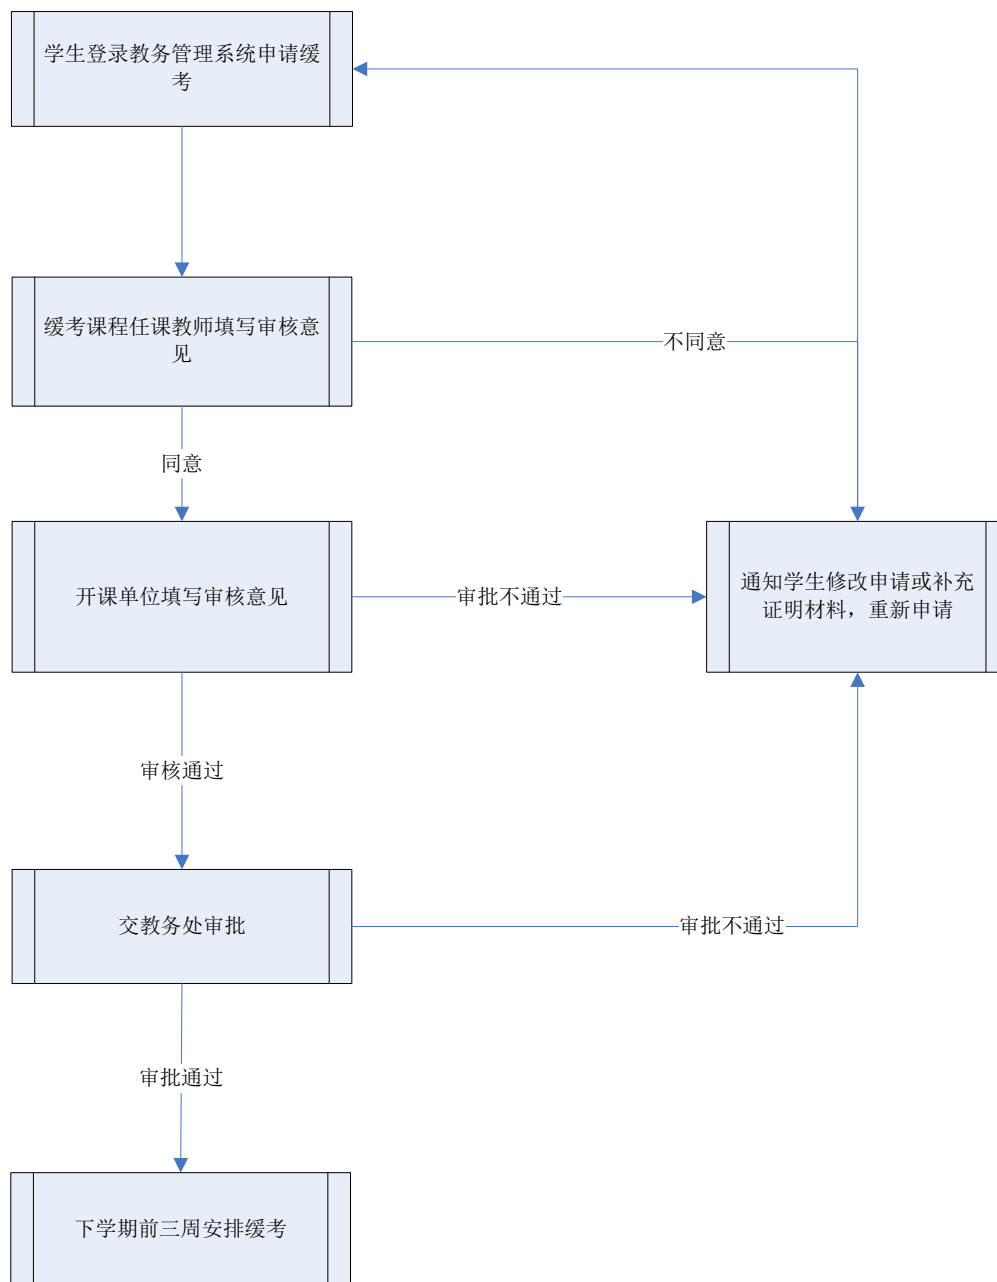 学生登录教务管理系统申请缓
考
缓考课程任课教师填写审核意
见
不同意
同意
开课单位填写审核意见
审批不通过
通知学生修改申请或补充
证明材料，重新申请
审核通过
交教务处审批
审批不通过
审批通过
下学期前三周安排缓考